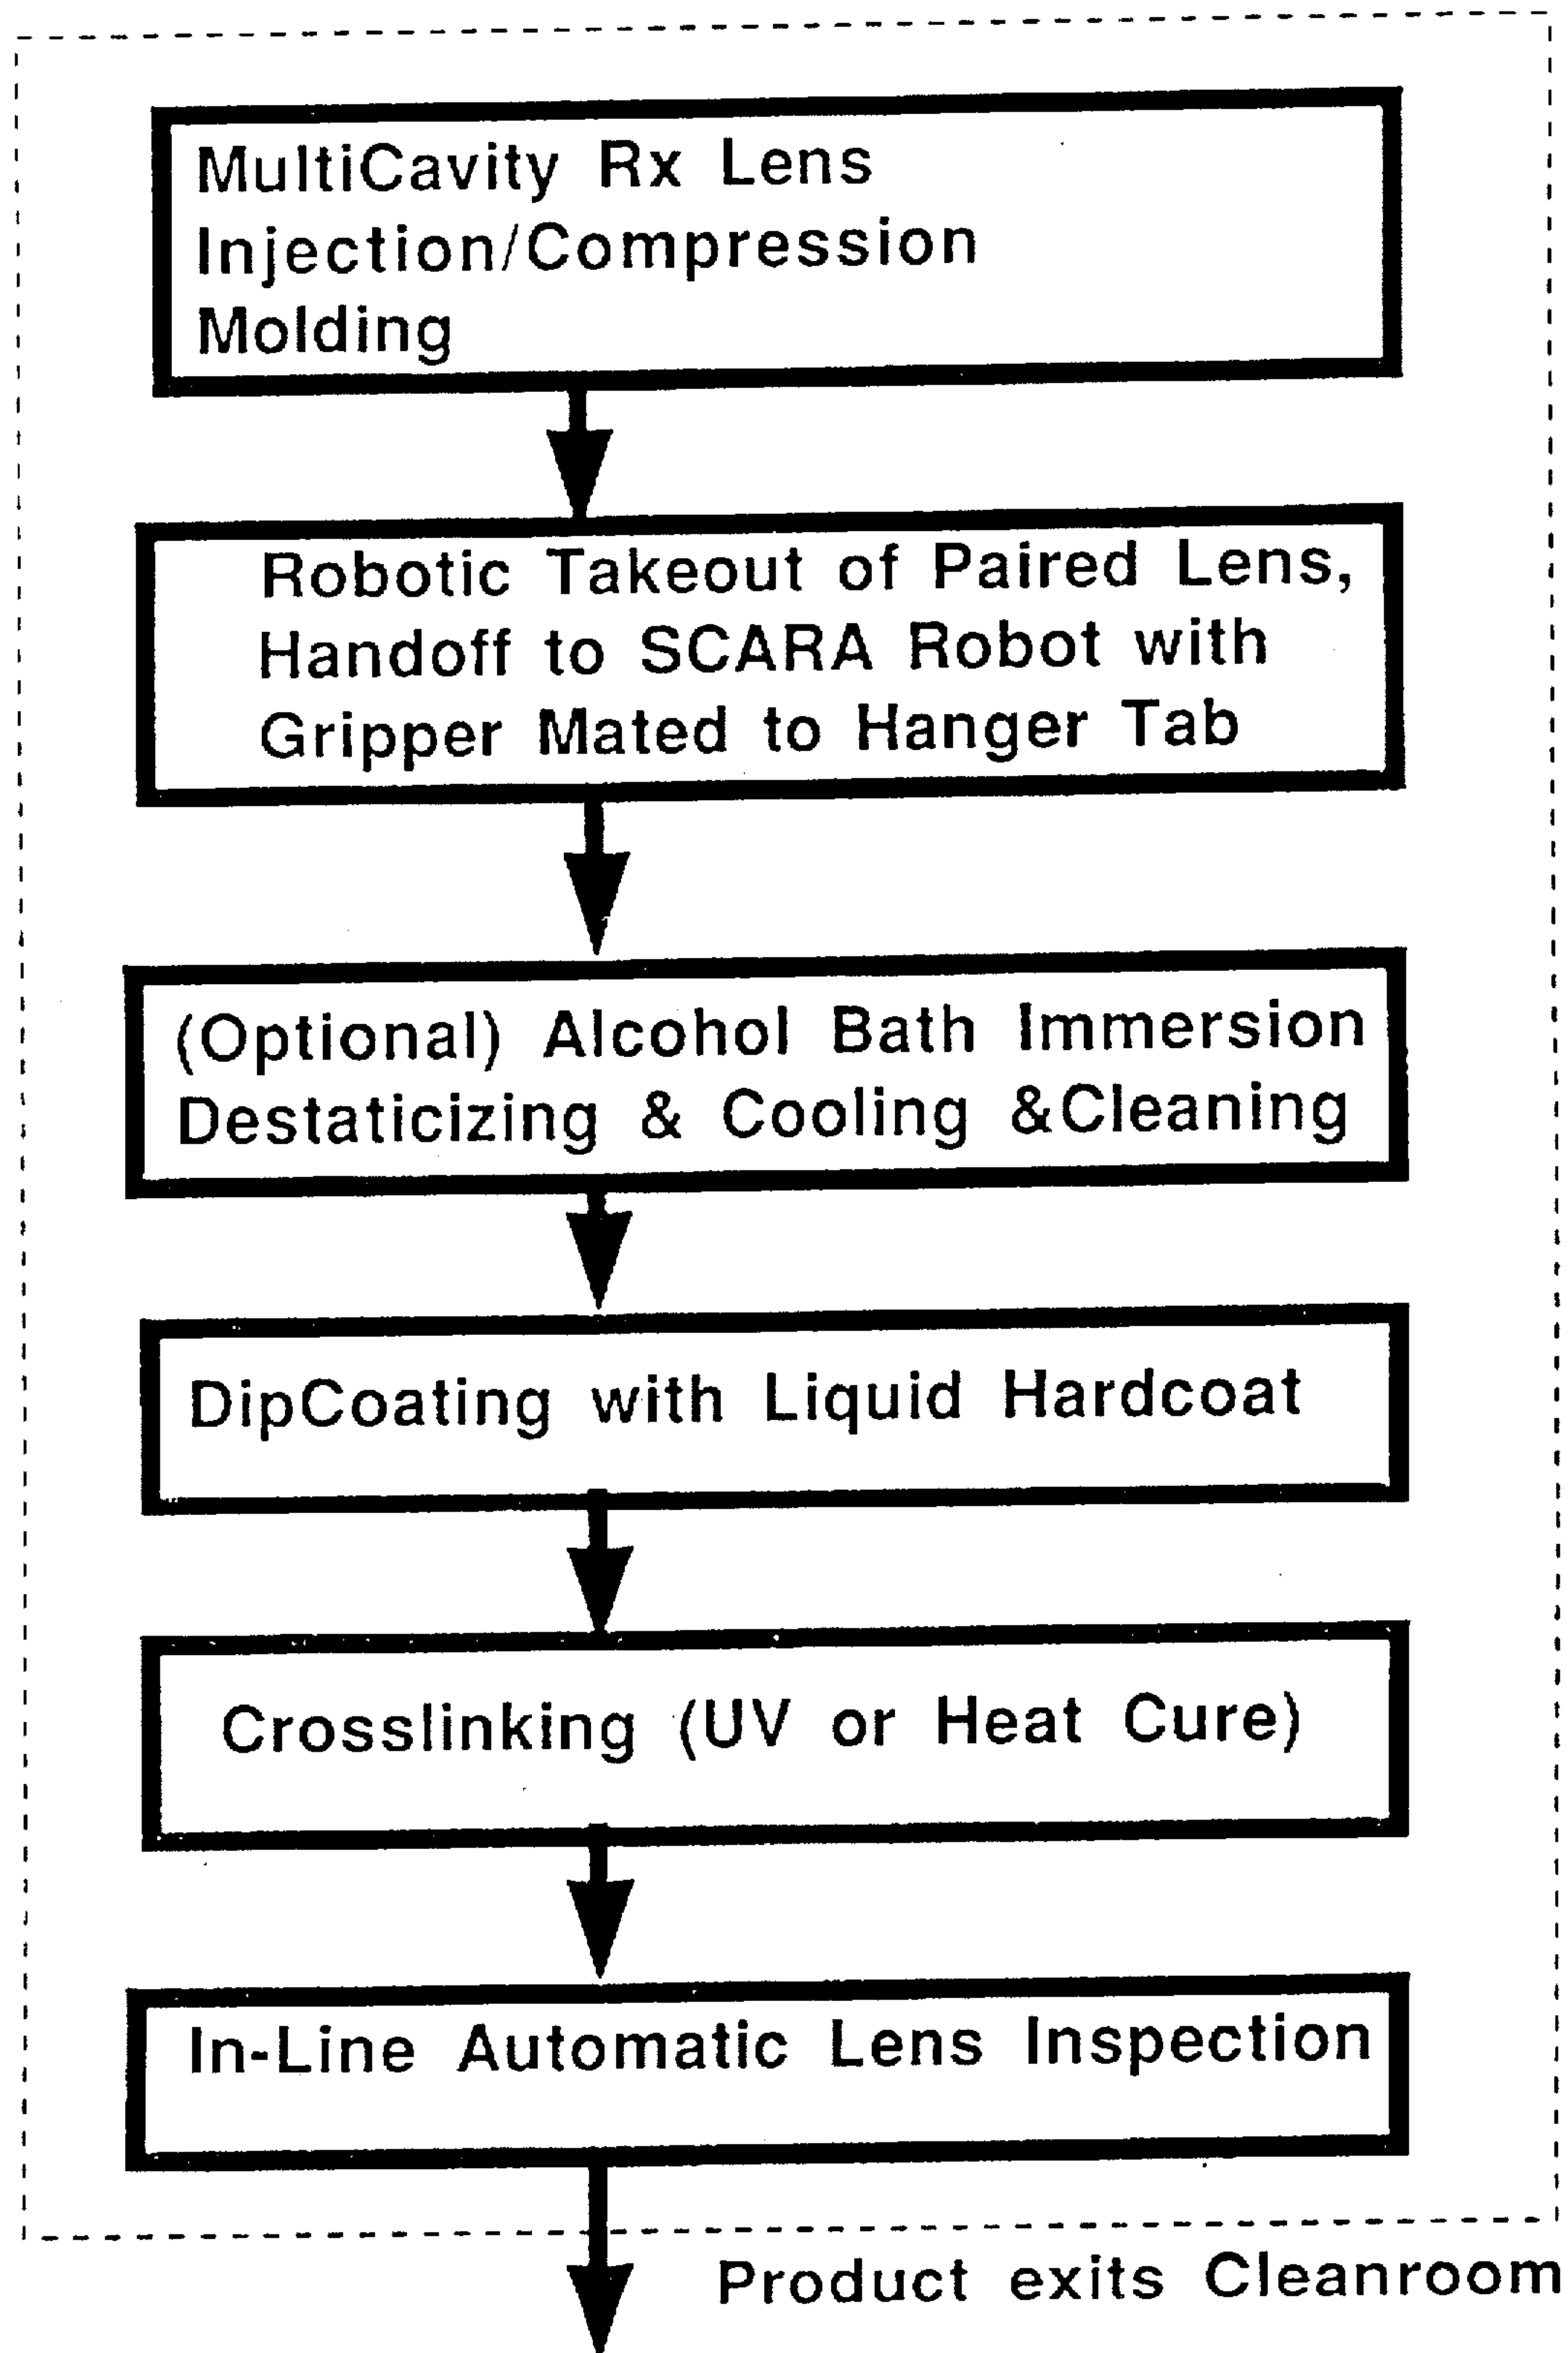 MultiCavity Rx Lens
Injection/Compression
Molding
Robotic Takeout of Paired Lens,
Handoff to SCARA Robot with
Gripper Mated to Hanger Tab
(Optional) Alcohol Bath Immersion
Destaticizing & Cooling &Cleaning
DipCoating with Liquid Hardcoat
Crosslinking (UV or Heat Cure)
In-Line Automatic Lens Inspection
Product exits Cleanroom